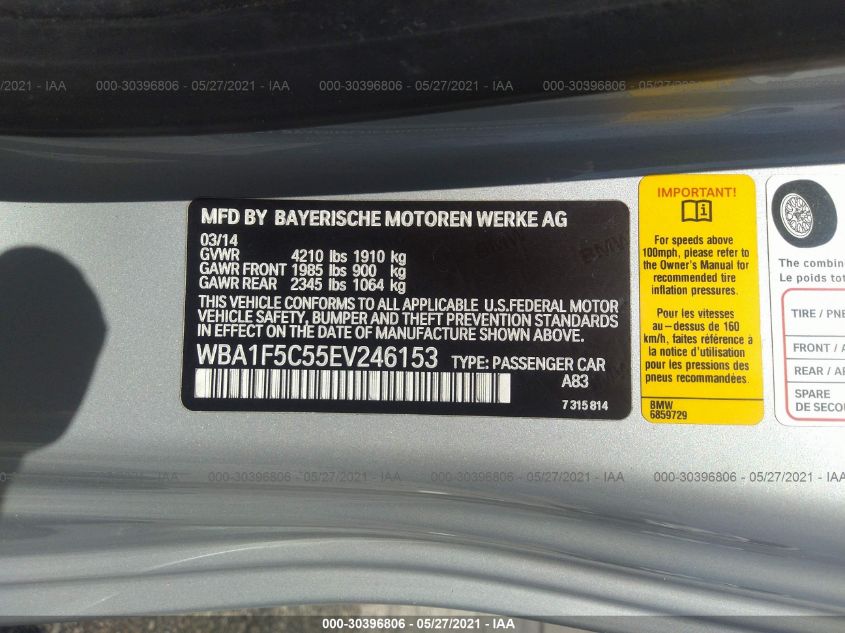 IAA 000-30396806 - 05/27/2021 - IAA 000-30396806 - 05/27/2021 - IAA 000-30396806 - 05/27/2021 - IAA
MFD BY BAYERISCHE MOTOREN WERKE AG
03/14
GVWR 4210 lbs 1910 kg
GAWR FRONT 1985 lbs 900 kg
GAWR REAR 2345 lbs 1064 kg
THIS VEHICLE CONFORMS TO ALL APPLICABLE U.S.FEDERAL MOTOR
VEHICLE SAFETY, BUMPER AND THEFT PREVENTION STANDARDS
IN EFFECT ON THE DATE OF MANUFACTURE SHOWN ABOVE.
WBA1F5C55EV246153 TYPE: PASSENGER CAR
A83
7 315 814
IMPORTANT!
i
For speeds above
100mph, please refer to
the Owner's Manual for
recommended tire
inflation pressures.
Pour les vitesses
au-dessus de 160
km/h, faites référence à
la notice d'utilisation
pour les pressions des
pneus recommandées.
BMW
6859729
The combin
Le poids tot
TIRE / PNE
FRONT / A
REAR / AR
SPARE
DE SECOU
05/27/2021 - IAA 000-30396806 - 05/27/2021 - IAA 000-30396806 - 05/27/2021 - IAA
000-30396806 - 05/27/2021 - IAA